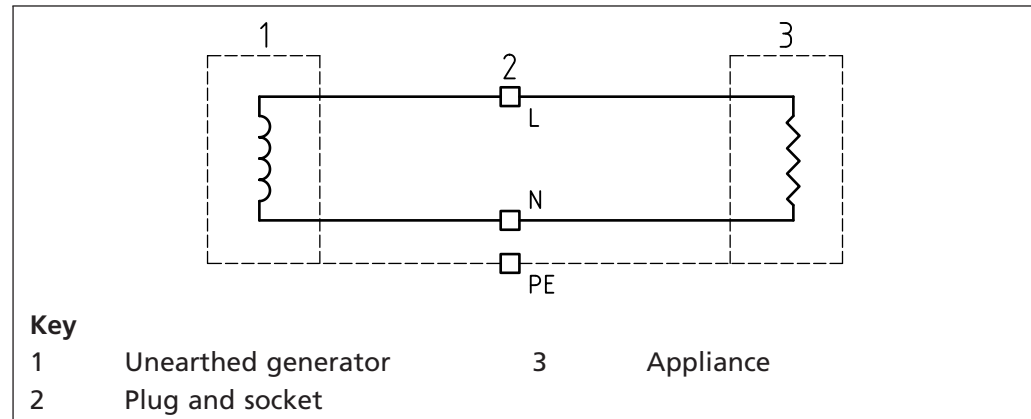 1
3
2
L
N
PE
Key
1 Unearthed generator 3 Appliance
2 Plug and socket